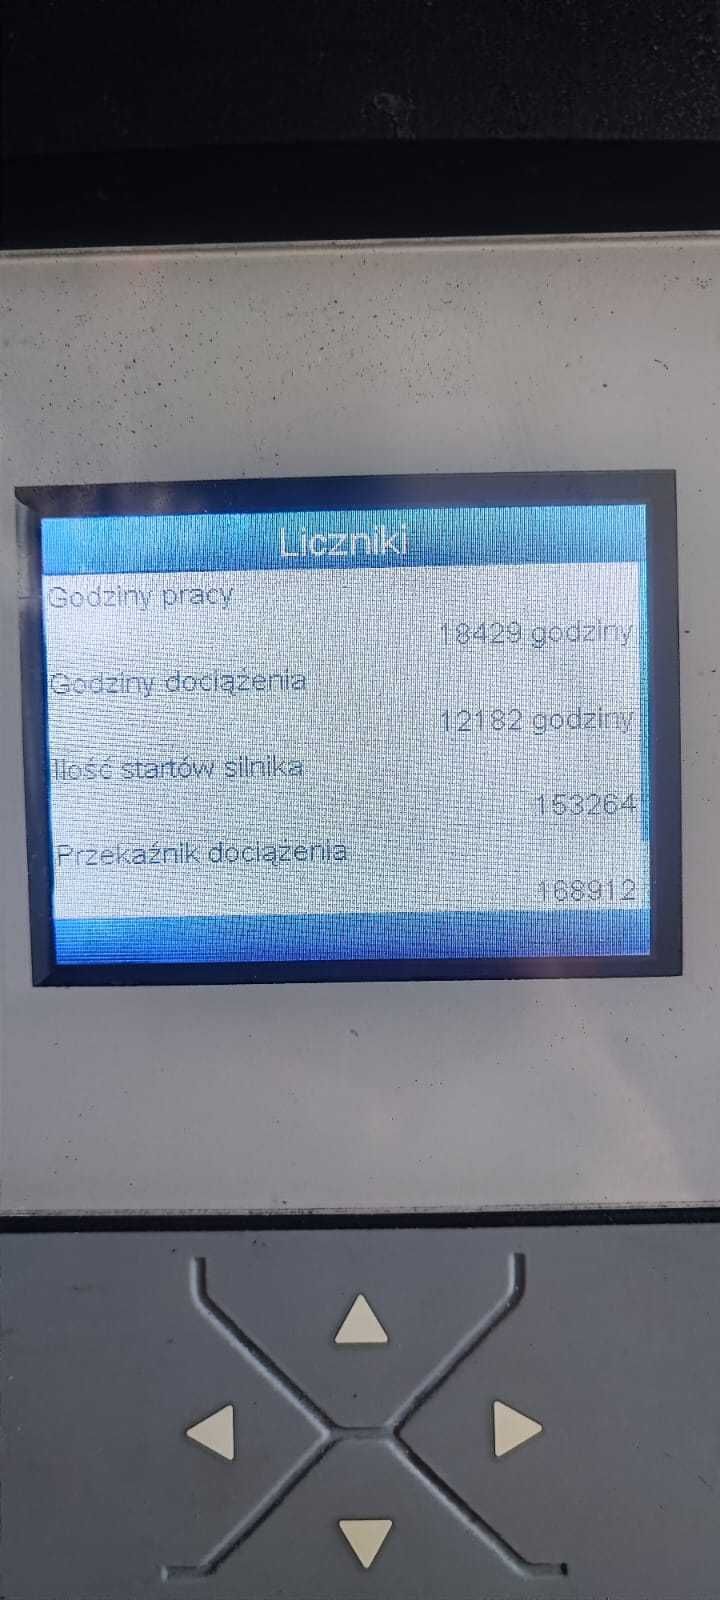 Liczniki
Godziny pracy
18429 godziny
Godziny dociążenia
12182 godziny
Ilość startów silnika
153264
Przekaźnik dociążenia
168912